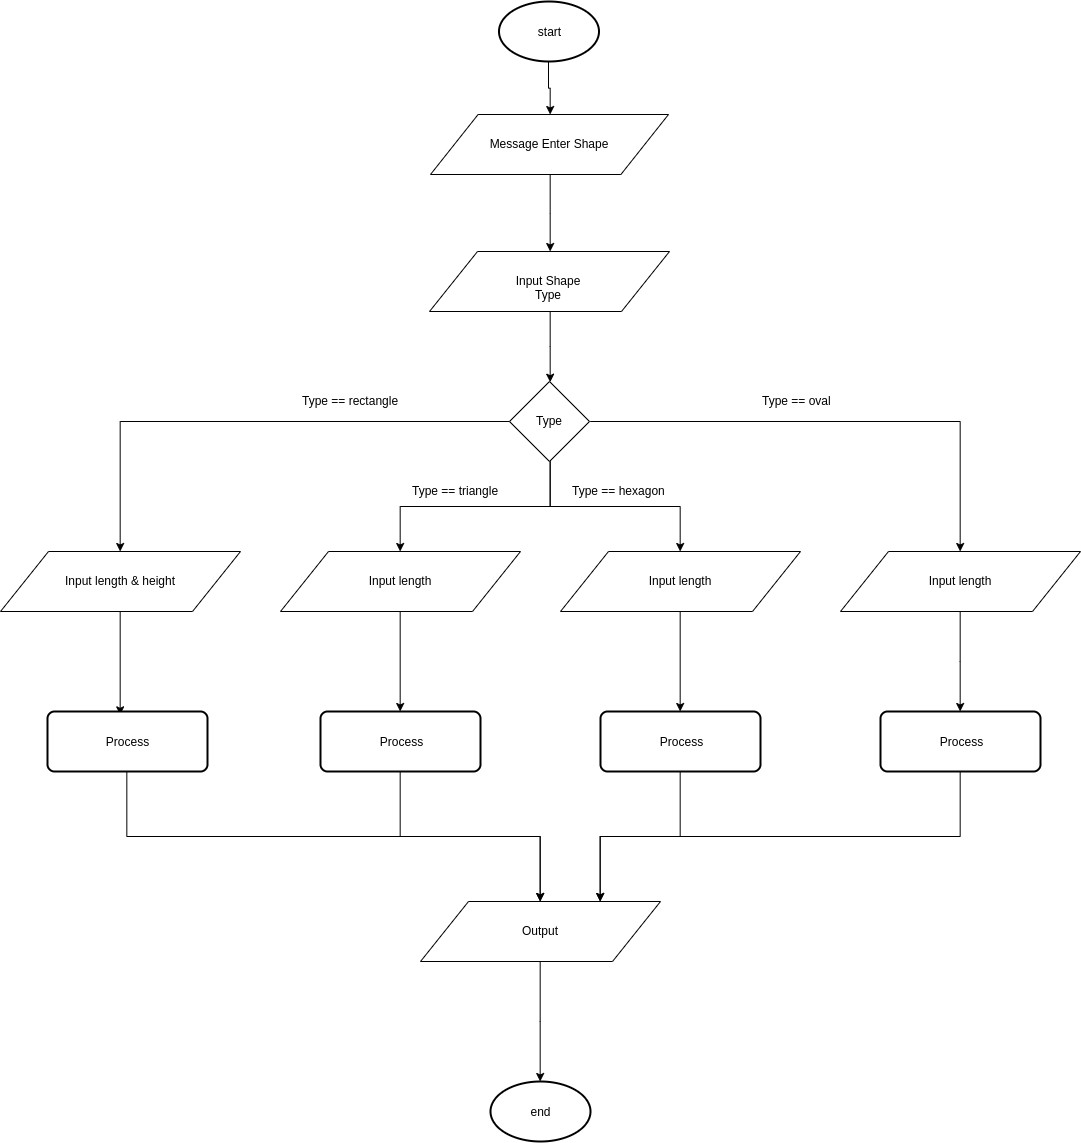 start
Message Enter Shape
Input Shape
Type
Type == rectangle
Type
Type == oval
Type == triangle
Type == hexagon
Input length & height
Input length
Input length
Input length
Process
Process
Process
Process
Output
end